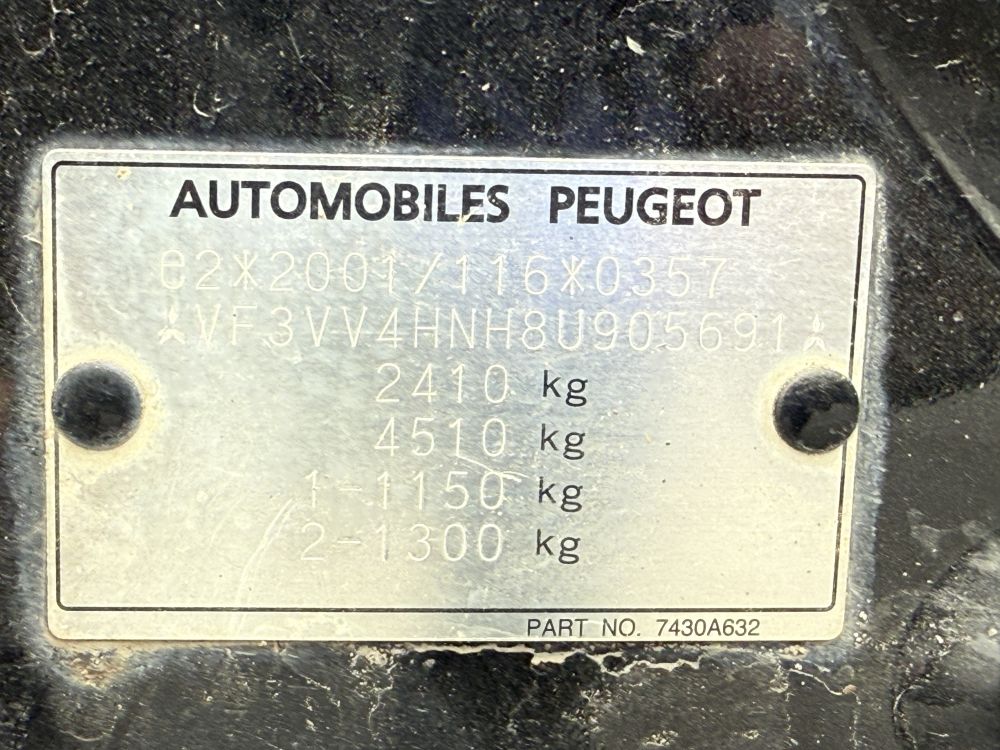 AUTOMOBILES PEUGEOT
e2*2001/116*0357
VF3VV4HNH8U905691
2410 kg
4510 kg
1-1150 kg
2-1300 kg
PART NO. 7430A632